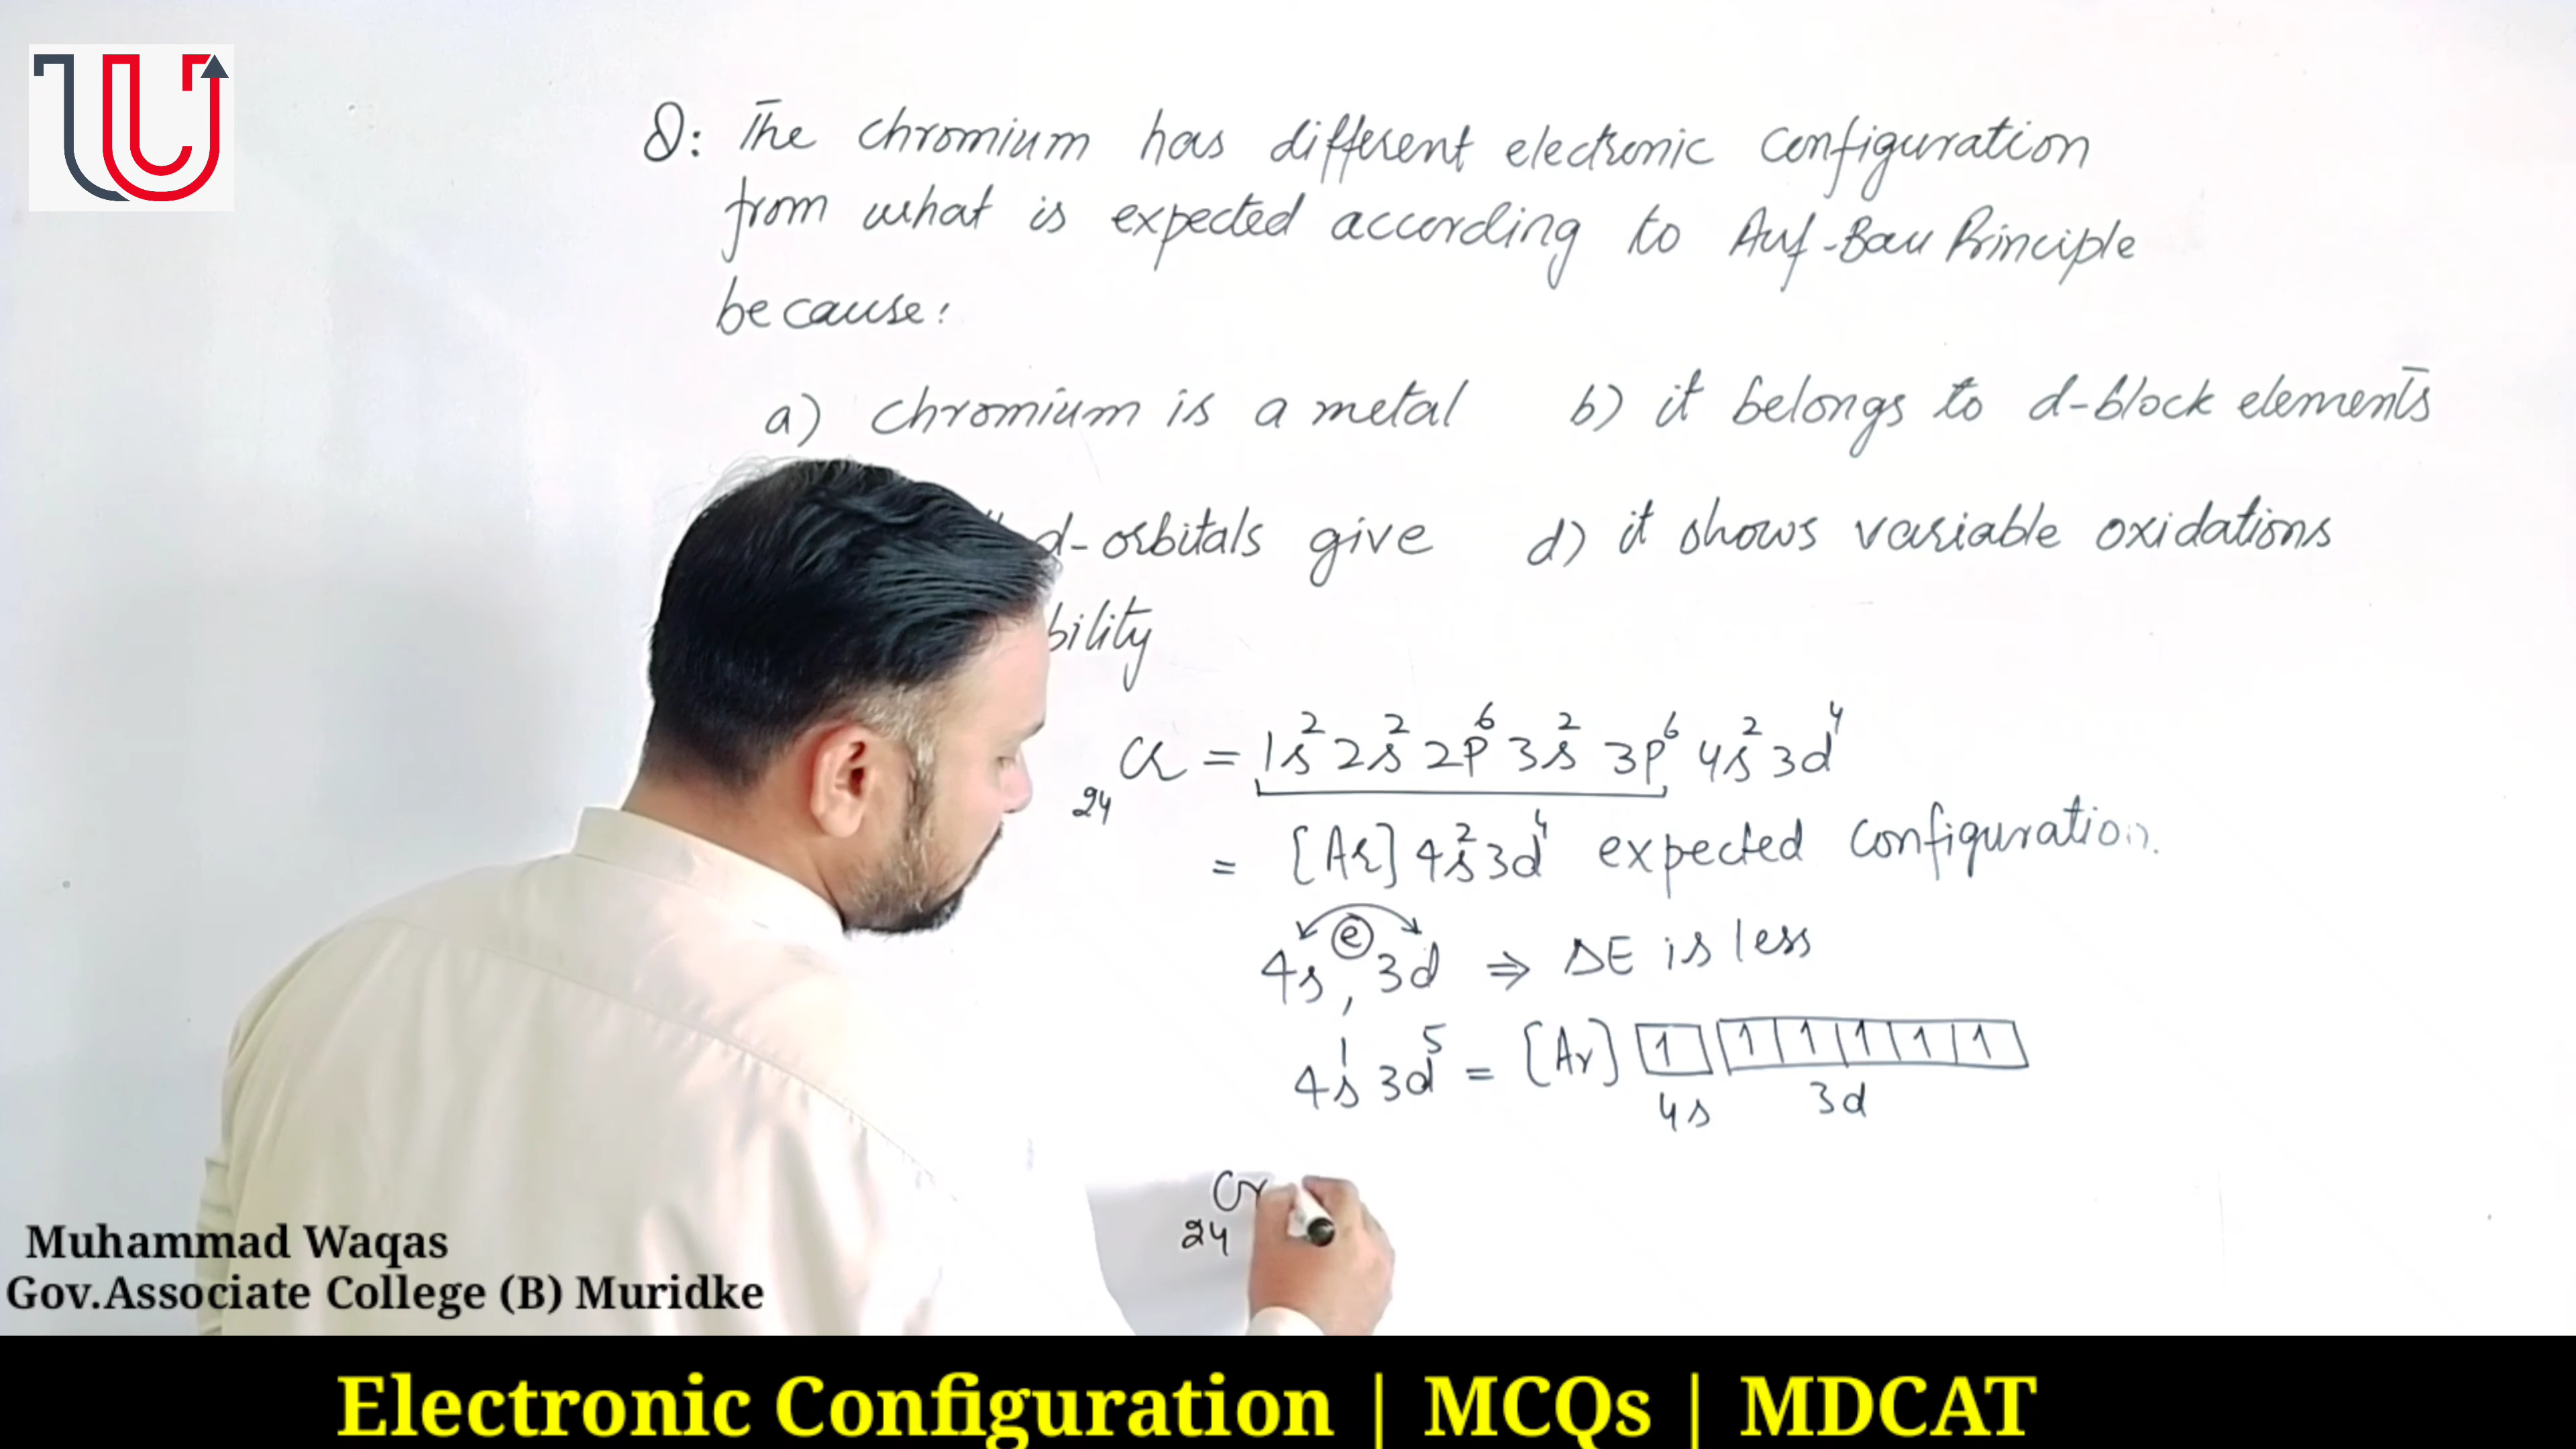 Q: The chromium has different electronic configuration
from what is expected according to Auf-Bau Principle
because:
a) chromium is a metal b) it belongs to d-block elements
d-orbitals give d) it shows variable oxidations
bility
₂₄Cr = 1s² 2s² 2p⁶ 3s² 3p⁶ 4s² 3d⁴
= [Ar] 4s² 3d⁴ expected configuration.
e
4s, 3d ⇒ ΔE is less
4s¹ 3d⁵ = [Ar] 1 1 1 1 1 1
4s 3d
₂₄Cr
Muhammad Waqas
Gov.Associate College (B) Muridke
Electronic Configuration | MCQs | MDCAT